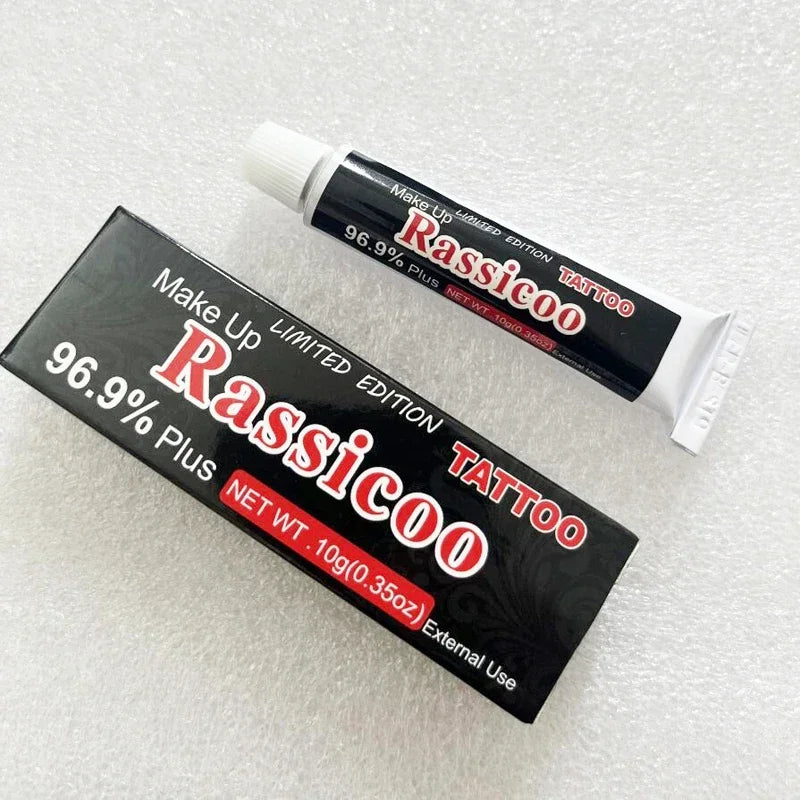 Make Up LIMITED EDITION
Rassicoo TATTOO
96.9% Plus
NET WT .10g(0.35oz)
External Use
Make Up LIMITED EDITION
Rassicoo TATTOO
96.9% Plus
NET WT .10g(0.35oz)
External Use